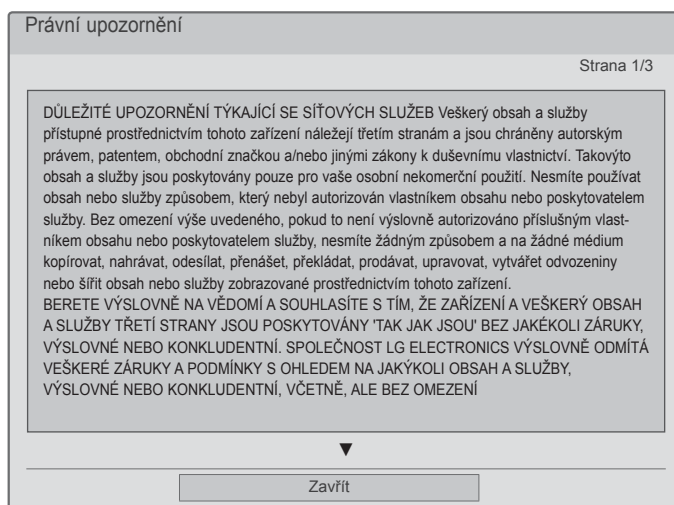 Právní upozornění
Strana 1/3
DŮLEŽITÉ UPOZORNĚNÍ TÝKAJÍCÍ SE SÍŤOVÝCH SLUŽEB Veškerý obsah a služby
přístupné prostřednictvím tohoto zařízení náležejí třetím stranám a jsou chráněny autorským
právem, patentem, obchodní značkou a/nebo jinými zákony k duševnímu vlastnictví. Takovýto
obsah a služby jsou poskytovány pouze pro vaše osobní nekomerční použití. Nesmíte používat
obsah nebo služby způsobem, který nebyl autorizován vlastníkem obsahu nebo poskytovatelem
služby. Bez omezení výše uvedeného, pokud to není výslovně autorizováno příslušným vlast-
níkem obsahu nebo poskytovatelem služby, nesmíte žádným způsobem a na žádné médium
kopírovat, nahrávat, odesílat, přenášet, překládat, prodávat, upravovat, vytvářet odvozeniny
nebo šířit obsah nebo služby zobrazované prostřednictvím tohoto zařízení.
BERETE VÝSLOVNĚ NA VĚDOMÍ A SOUHLASÍTE S TÍM, ŽE ZAŘÍZENÍ A VEŠKERÝ OBSAH
A SLUŽBY TŘETÍ STRANY JSOU POSKYTOVÁNY 'TAK JAK JSOU' BEZ JAKÉKOLI ZÁRUKY,
VÝSLOVNÉ NEBO KONKLUDENTNÍ. SPOLEČNOST LG ELECTRONICS VÝSLOVNĚ ODMÍTÁ
VEŠKERÉ ZÁRUKY A PODMÍNKY S OHLEDEM NA JAKÝKOLI OBSAH A SLUŽBY,
VÝSLOVNÉ NEBO KONKLUDENTNÍ, VČETNĚ, ALE BEZ OMEZENÍ
▼
Zavřít